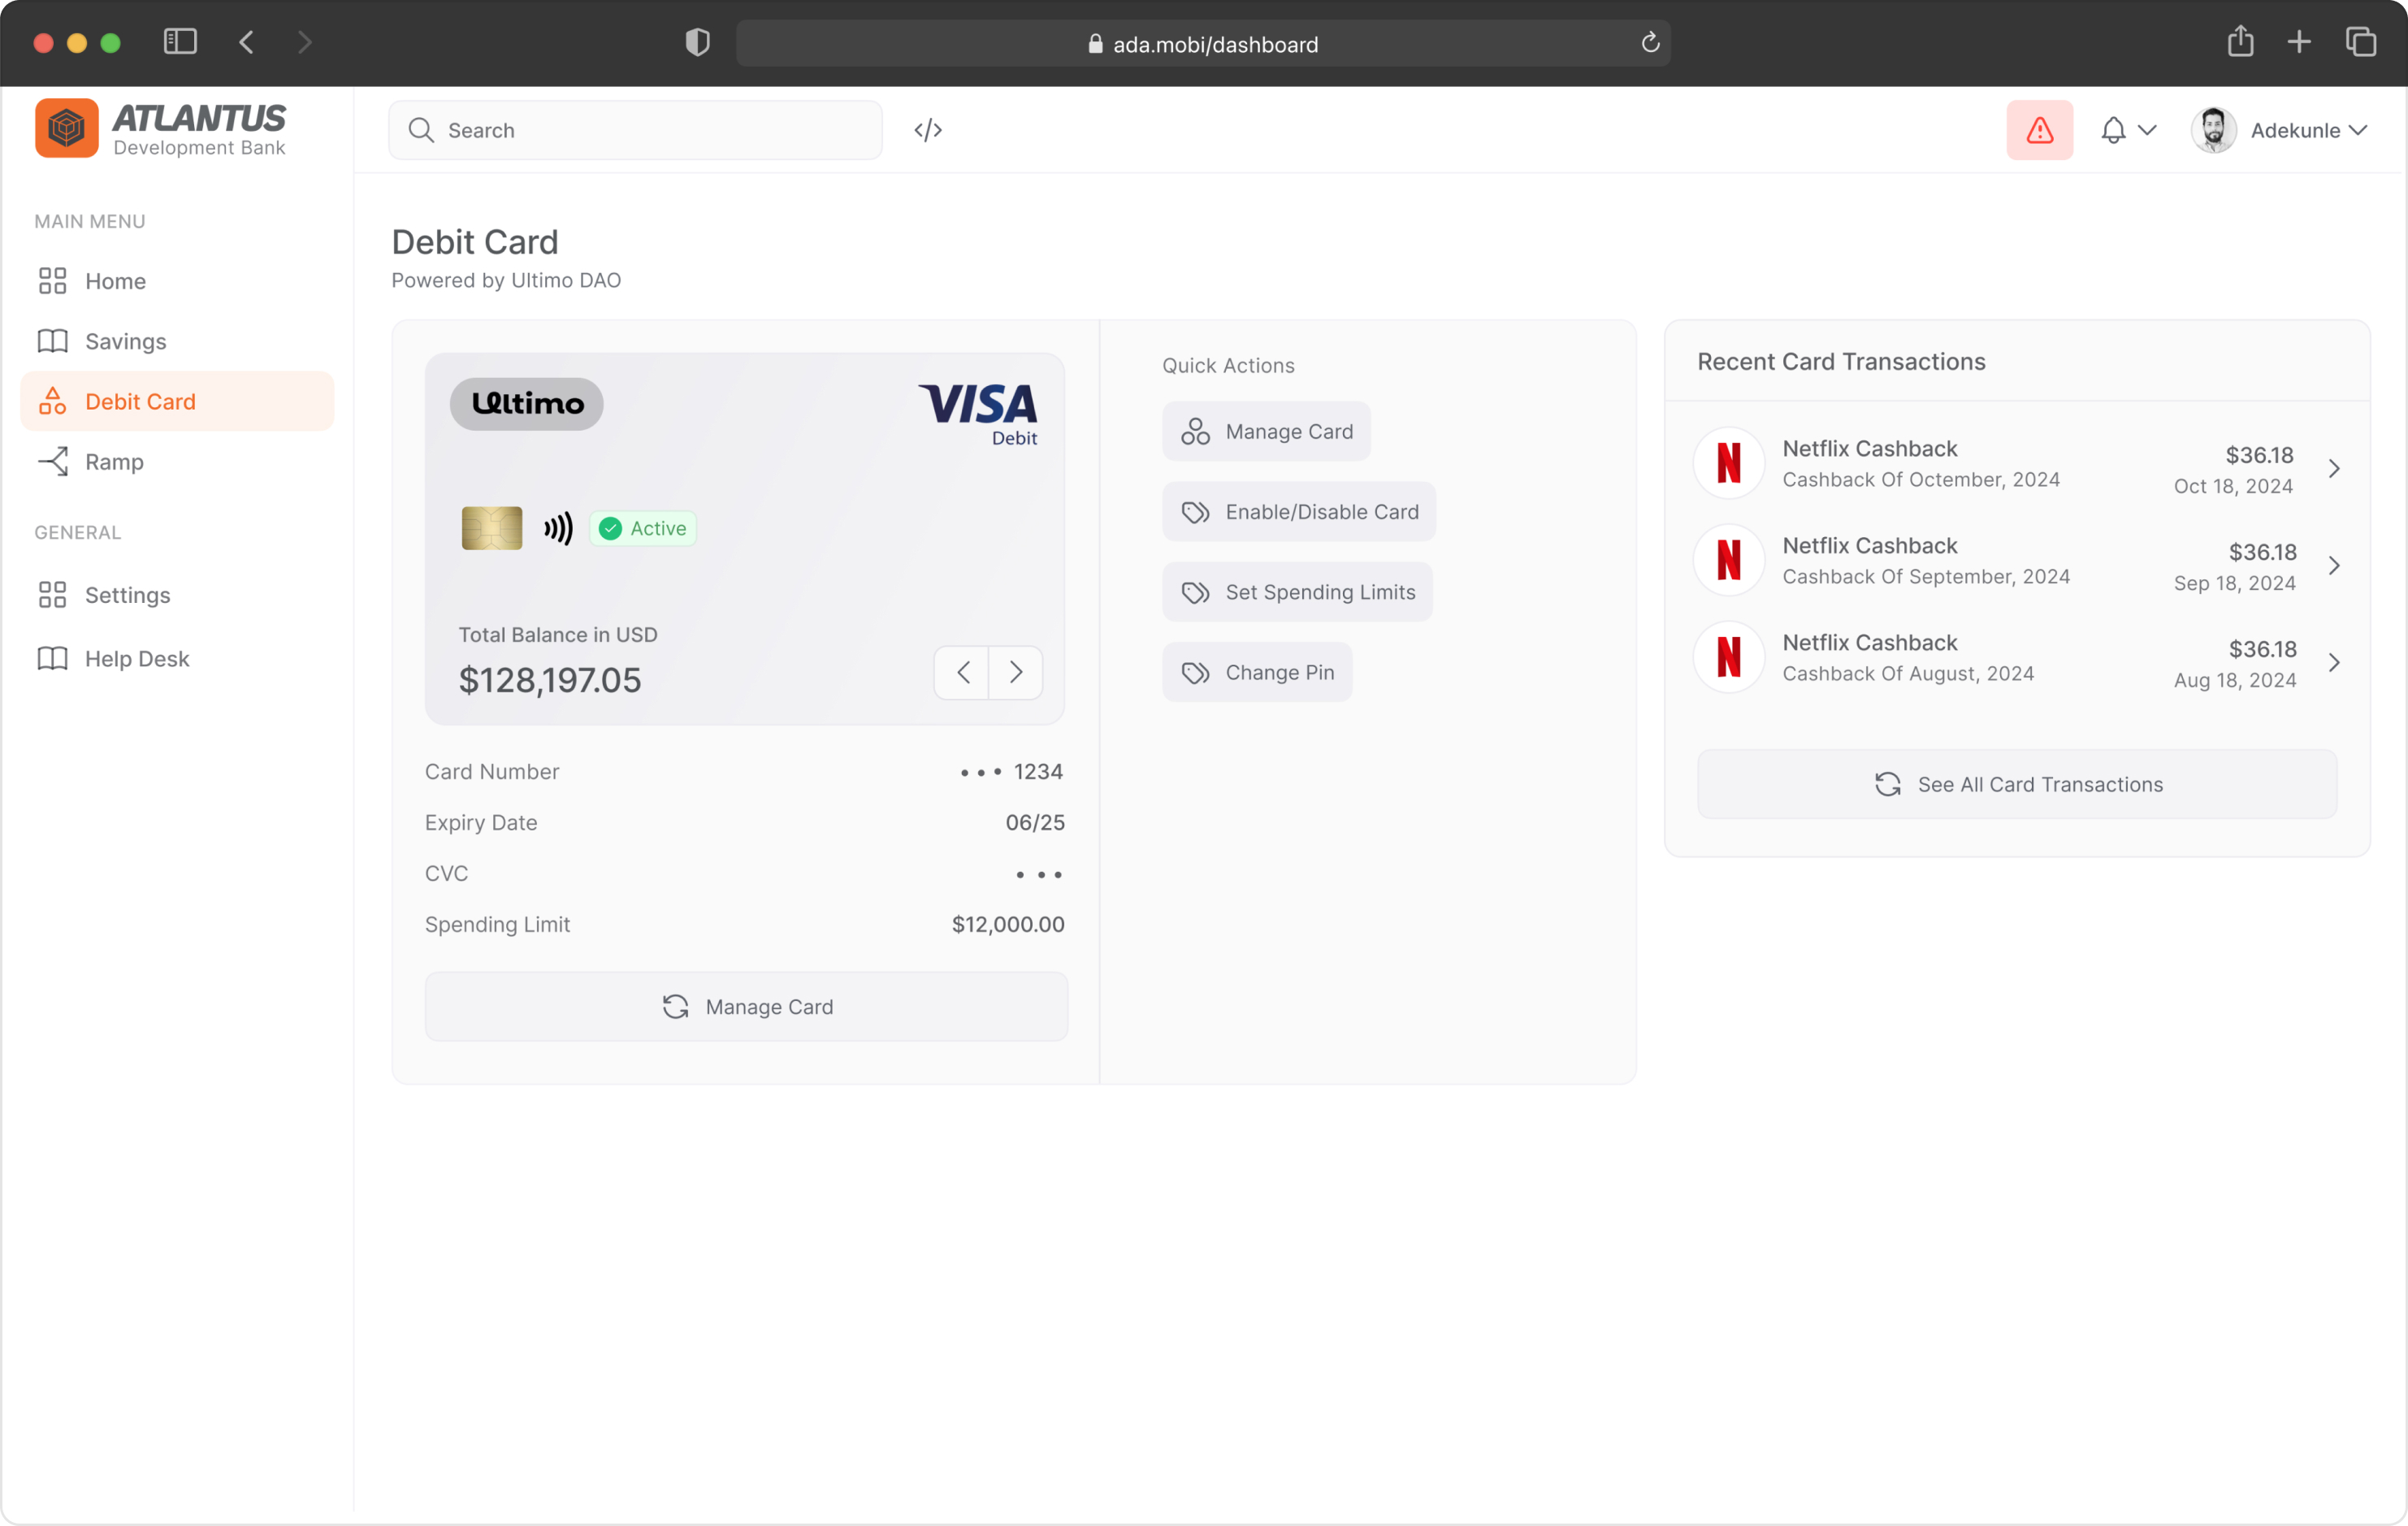 ada.mobi/dashboard
ATLANTUS
Development Bank
Search
</>
Adekunle
MAIN MENU
Home
Savings
Debit Card
Ramp
GENERAL
Settings
Help Desk
Debit Card
Powered by Ultimo DAO
Ultimo
VISA
Debit
Active
Total Balance in USD
$128,197.05
Card Number
• • • 1234
Expiry Date
06/25
CVC
• • •
Spending Limit
$12,000.00
Manage Card
Quick Actions
Manage Card
Enable/Disable Card
Set Spending Limits
Change Pin
Recent Card Transactions
N
Netflix Cashback
$36.18
Cashback Of Octember, 2024
Oct 18, 2024
N
Netflix Cashback
$36.18
Cashback Of September, 2024
Sep 18, 2024
N
Netflix Cashback
$36.18
Cashback Of August, 2024
Aug 18, 2024
See All Card Transactions